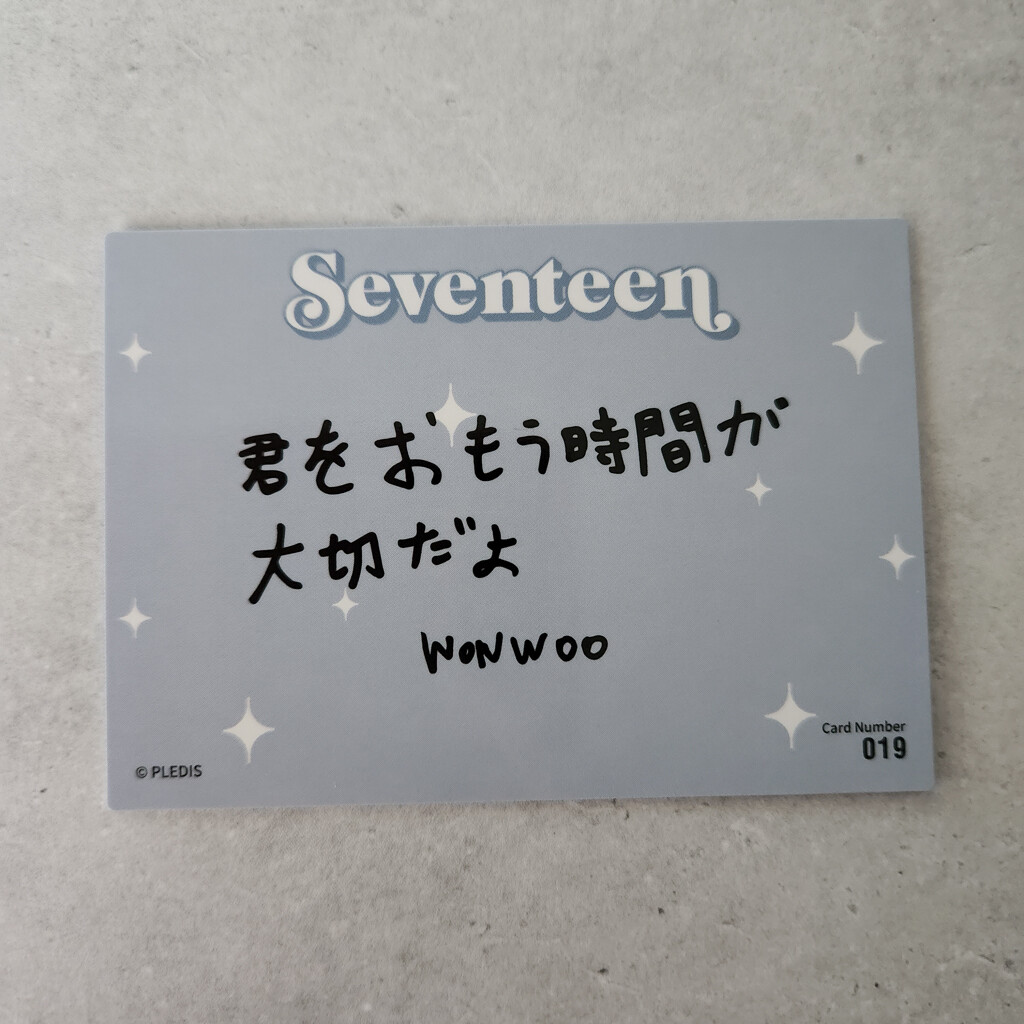 Seventeen
君をおもう時間が
大切だよ
WONWOO
Card Number
019
© PLEDIS